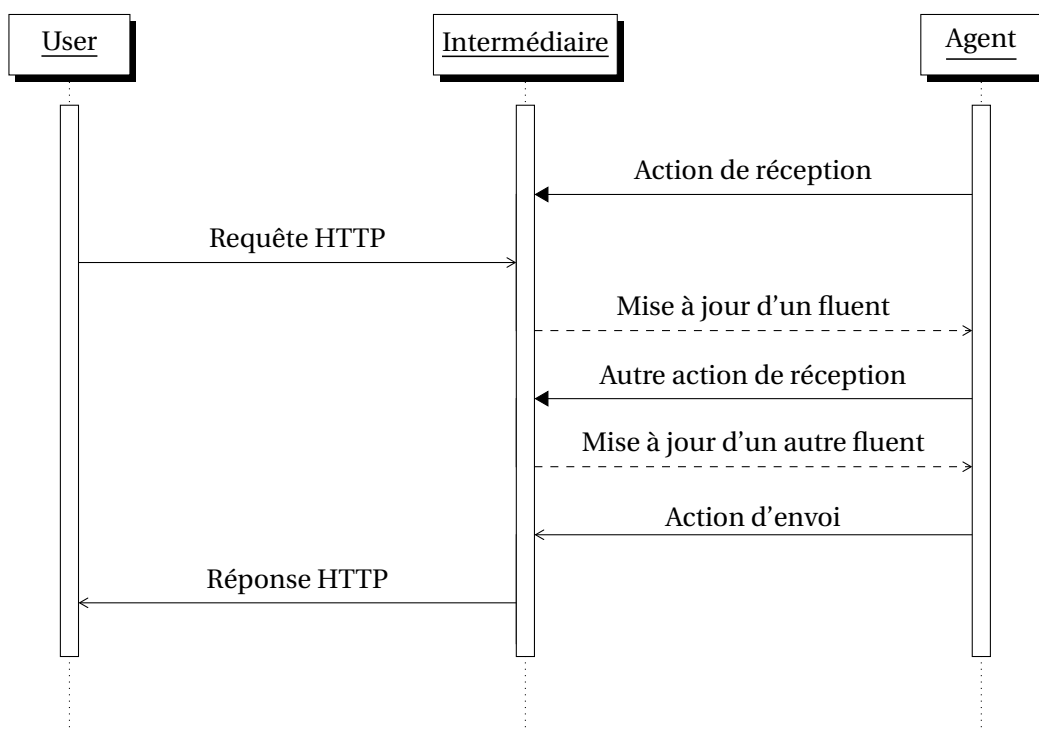 User
Intermédiaire
Agent
Action de réception
Requête HTTP
Mise à jour d'un fluent
Autre action de réception
Mise à jour d'un autre fluent
Action d'envoi
Réponse HTTP